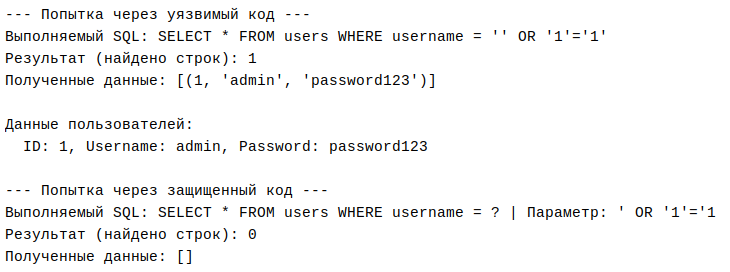 --- Попытка через уязвимый код ---
Выполняемый SQL: SELECT * FROM users WHERE username = '' OR '1'='1'
Результат (найдено строк): 1
Полученные данные: [(1, 'admin', 'password123')]
Данные пользователей:
ID: 1, Username: admin, Password: password123
--- Попытка через защищенный код ---
Выполняемый SQL: SELECT * FROM users WHERE username = ? | Параметр: ' OR '1'='1
Результат (найдено строк): 0
Полученные данные: []